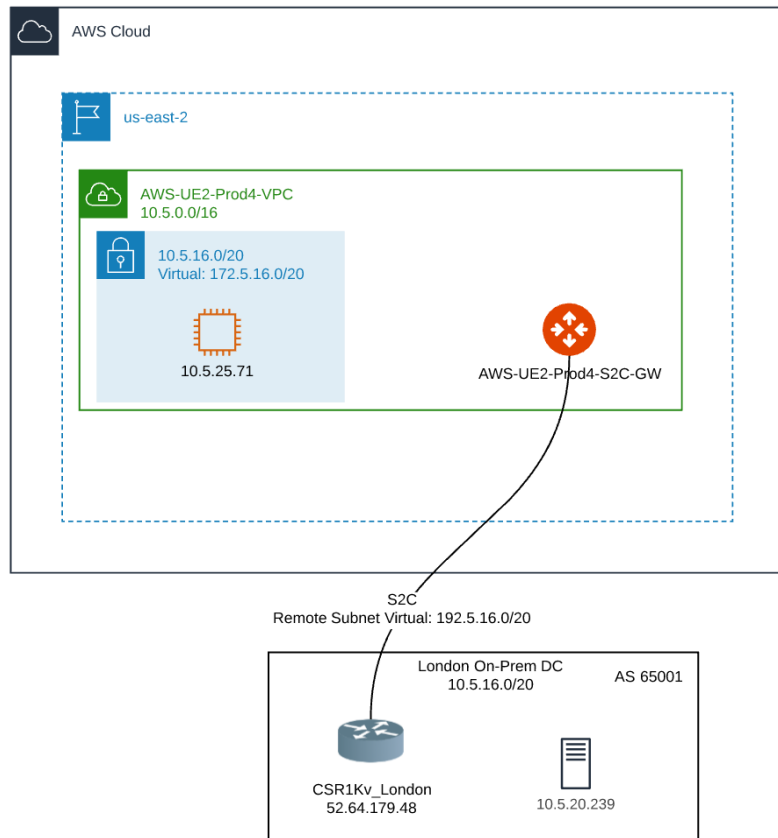 AWS Cloud
us-east-2
AWS-UE2-Prod4-VPC
10.5.0.0/16
10.5.16.0/20
Virtual: 172.5.16.0/20
10.5.25.71
AWS-UE2-Prod4-S2C-GW
S2C
Remote Subnet Virtual: 192.5.16.0/20
London On-Prem DC
10.5.16.0/20
AS 65001
CSR1Kv_London
52.64.179.48
10.5.20.239